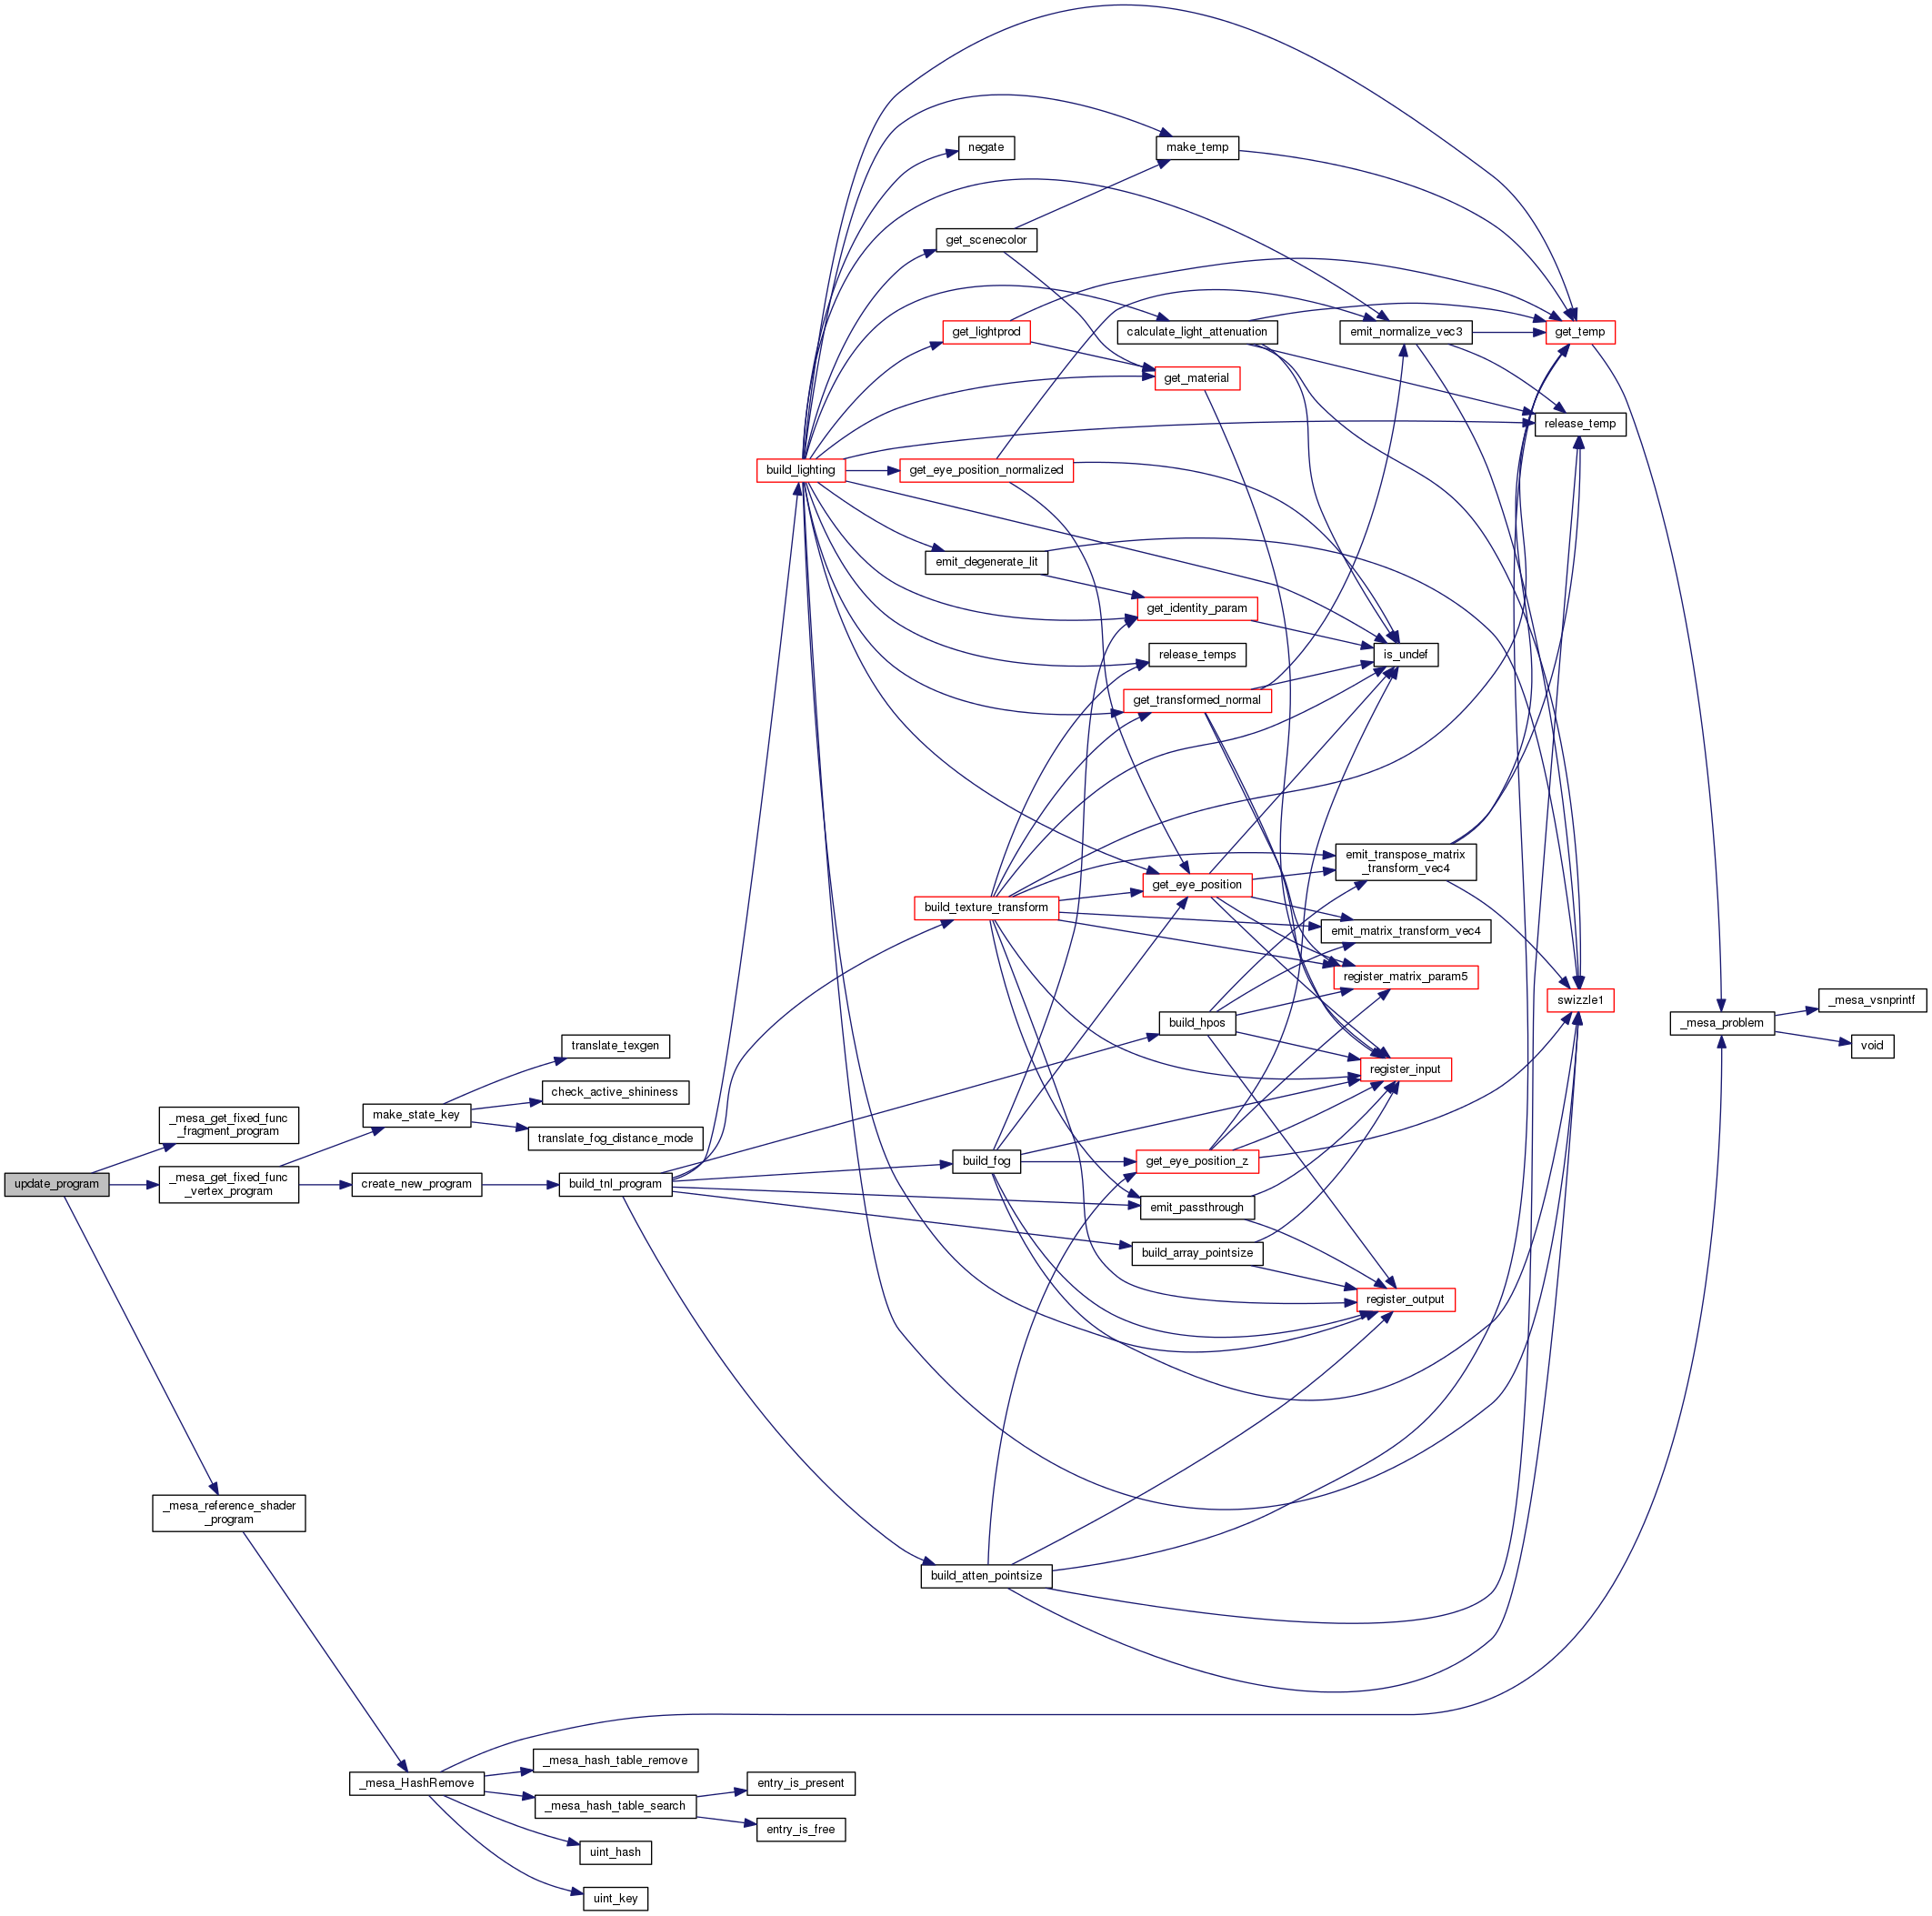 negate
make_temp
get_scenecolor
get_lightprod
calculate_light_attenuation
emit_normalize_vec3
get_temp
get_material
release_temp
build_lighting
get_eye_position_normalized
emit_degenerate_lit
get_identity_param
release_temps
is_undef
get_transformed_normal
emit_transpose_matrix
_transform_vec4
get_eye_position
build_texture_transform
emit_matrix_transform_vec4
register_matrix_param5
swizzle1
_mesa_vsnprintf
build_hpos
_mesa_problem
void
translate_texgen
register_input
check_active_shininess
make_state_key
_mesa_get_fixed_func
_fragment_program
translate_fog_distance_mode
build_fog
get_eye_position_z
update_program
_mesa_get_fixed_func
_vertex_program
create_new_program
build_tnl_program
emit_passthrough
build_array_pointsize
register_output
_mesa_reference_shader
_program
build_atten_pointsize
_mesa_hash_table_remove
_mesa_HashRemove
entry_is_present
_mesa_hash_table_search
entry_is_free
uint_hash
uint_key